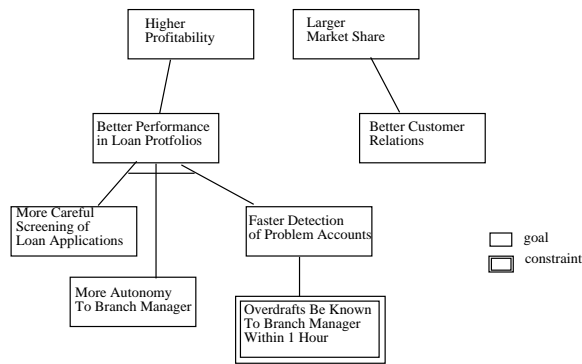 Higher
Profitability
Larger
Market Share
Better Performance
in Loan Protfolios
Better Customer
Relations
More Careful
Screening of
Loan Applications
Faster Detection
of Problem Accounts
goal
constraint
More Autonomy
To Branch Manager
Overdrafts Be Known
To Branch Manager
Within 1 Hour